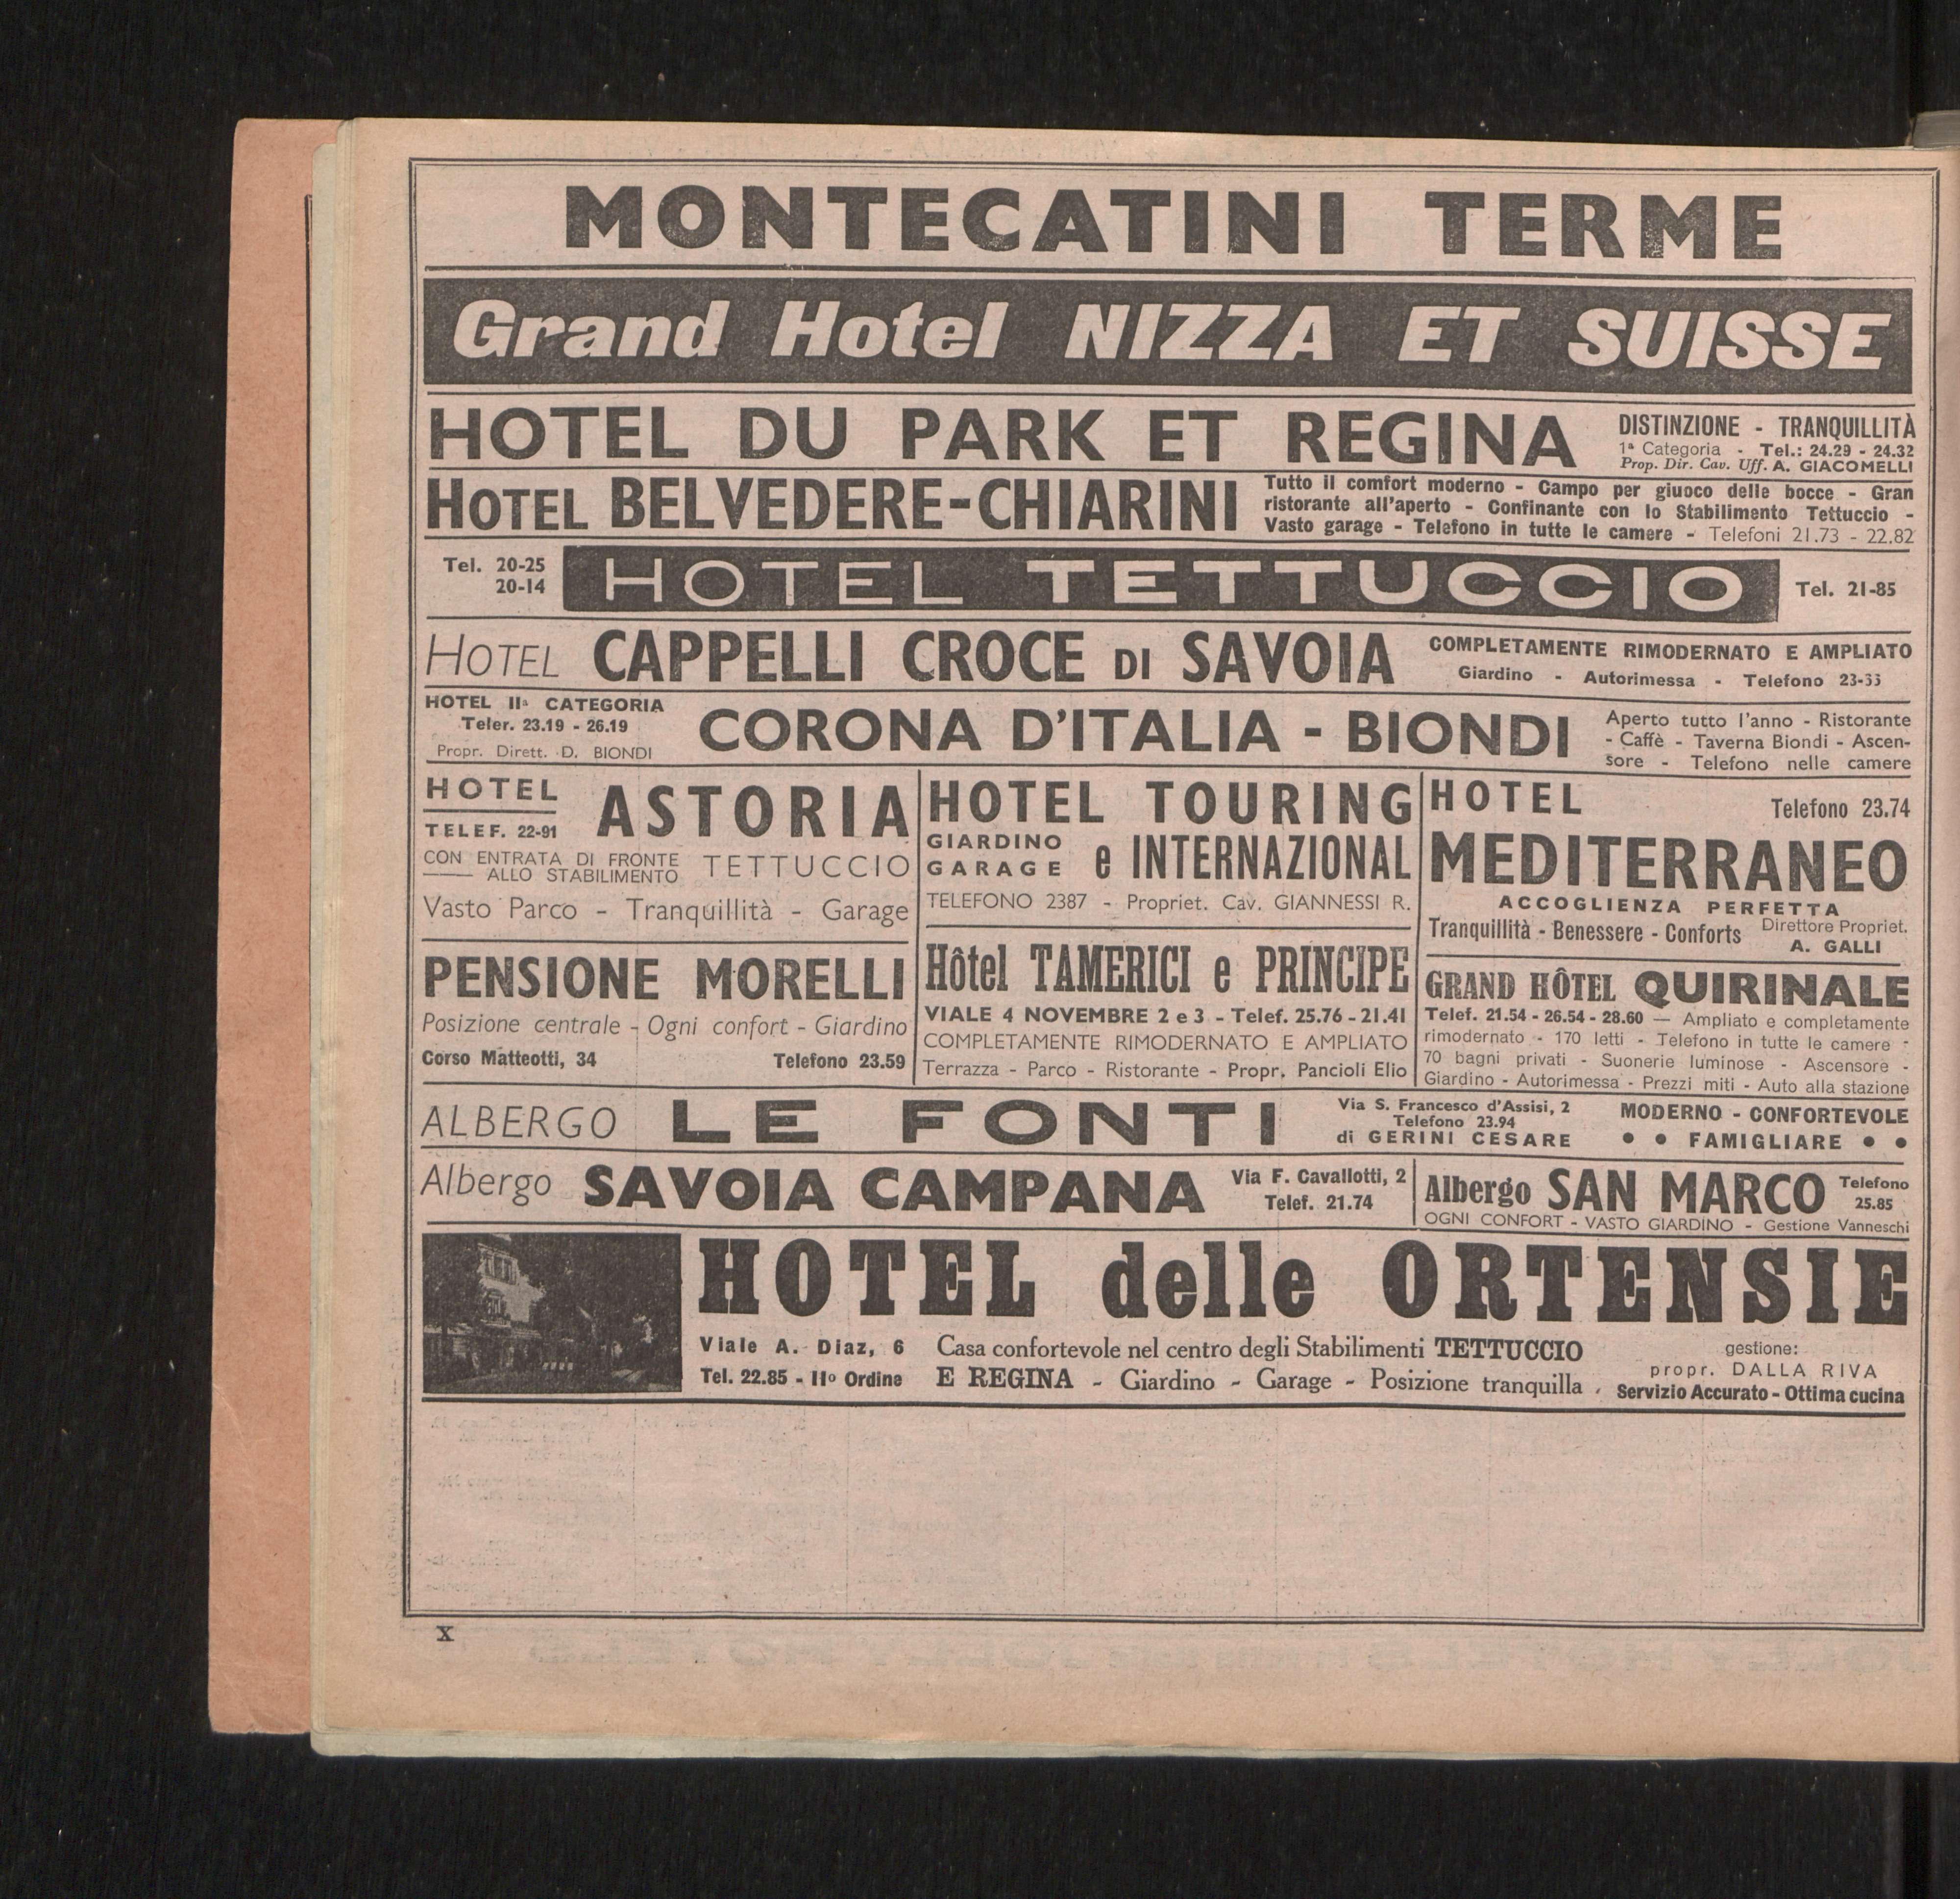 MONTECATINI TERME
Grand Hotel NIZZA ET SUISSE
HOTEL DU PARK ET REGINA
DISTINZIONE - TRANQUILLITÀ
1ª Categoria - Tel.: 24.29 - 24.32
Prop. Dir. Cav. Uff. A. GIACOMELLI
HOTEL BELVEDERE-CHIARINI
Tutto il comfort moderno - Campo per giuoco delle bocce - Gran
ristorante all'aperto - Confinante con lo Stabilimento Tettuccio -
Vasto garage - Telefono in tutte le camere - Telefoni 21.73 - 22.82
Tel. 20-25
20-14
HOTEL TETTUCCIO
Tel. 21-85
HOTEL CAPPELLI CROCE DI SAVOIA
COMPLETAMENTE RIMODERNATO E AMPLIATO
Giardino - Autorimessa - Telefono
HOTEL IIª CATEGORIA
Teler. 23.19 - 26.19
Propr. Dirett. D. BIONDI
CORONA D'ITALIA - BIONDI
Aperto tutto l'anno - Ristorante
- Caffè - Taverna Biondi - Ascen-
sore - Telefono nelle camere
HOTEL
TELEF. 22-91
ASTORIA
CON ENTRATA DI FRONTE
ALLO STABILIMENTO
TETTUCCIO
Vasto Parco - Tranquillità - Garage
HOTEL TOURING
GIARDINO
GARAGE
e INTERNAZIONAL
TELEFONO 2387 - Propriet. Cav. GIANNESSI R.
HOTEL
Telefono 23.74
MEDITERRANEO
ACCOGLIENZA PERFETTA
Tranquillità - Benessere - Conforts
Direttore Propriet.
A. GALLI
PENSIONE MORELLI
Posizione centrale - Ogni confort - Giardino
Corso Matteotti, 34
Telefono 23.59
Hôtel TAMERICI e PRINCIPE
VIALE 4 NOVEMBRE 2 e 3 - Telef. 25.76 - 21.41
COMPLETAMENTE RIMODERNATO E AMPLIATO
Terrazza - Parco - Ristorante - Propr. Pancioli Elio
GRAND HÔTEL QUIRINALE
Telef. 21.54 - 26.54 - 28.60 — Ampliato e completamente
rimodernato - 170 letti - Telefono in tutte le camere -
70 bagni privati - Suonerie luminose - Ascensore -
Giardino - Autorimessa - Prezzi miti - Auto alla stazione
ALBERGO LE FONTI
Via S. Francesco d'Assisi, 2
Telefono 23.94
di GERINI CESARE
MODERNO - CONFORTEVOLE
• • FAMIGLIARE • •
Albergo SAVOIA CAMPANA
Via F. Cavallotti, 2
Telef. 21.74
Albergo SAN MARCO
Telefono
25.85
OGNI CONFORT - VASTO GIARDINO - Gestione Vanneschi
HOTEL delle ORTENSIE
Viale A. Diaz, 6
Tel. 22.85 - IIº Ordine
Casa confortevole nel centro degli Stabilimenti TETTUCCIO
E REGINA - Giardino - Garage - Posizione tranquilla
gestione:
propr. DALLA RIVA
Servizio Accurato - Ottima cucina
X